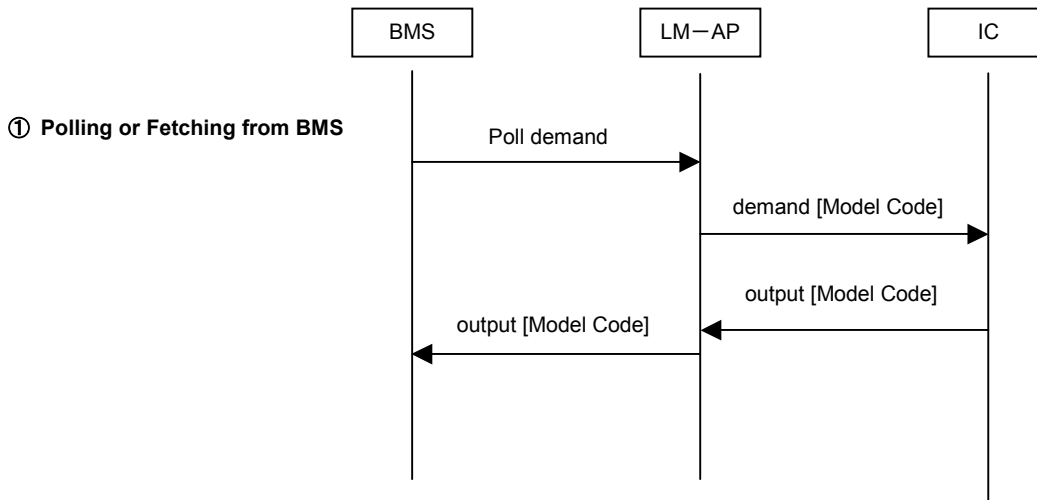 BMS
LM－AP
IC
① Polling or Fetching from BMS
Poll demand
demand [Model Code]
output [Model Code]
output [Model Code]